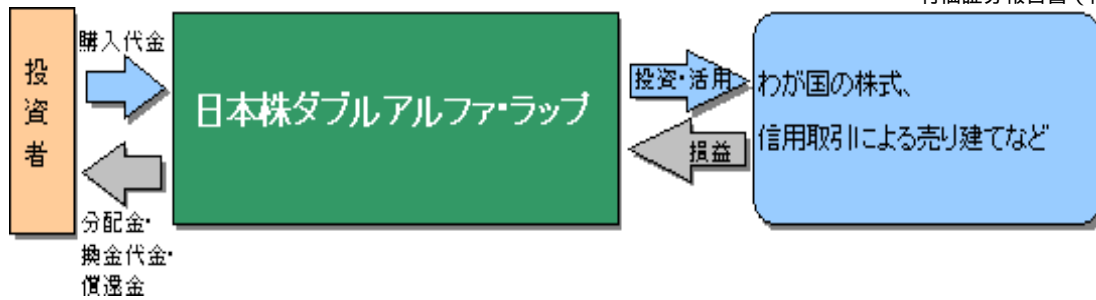 投資者
購入代金
分配金・
換金代金・
償還金
日本株ダブルアルファ・ラップ
投資・活用
損益
わが国の株式、
信用取引による売り建てなど